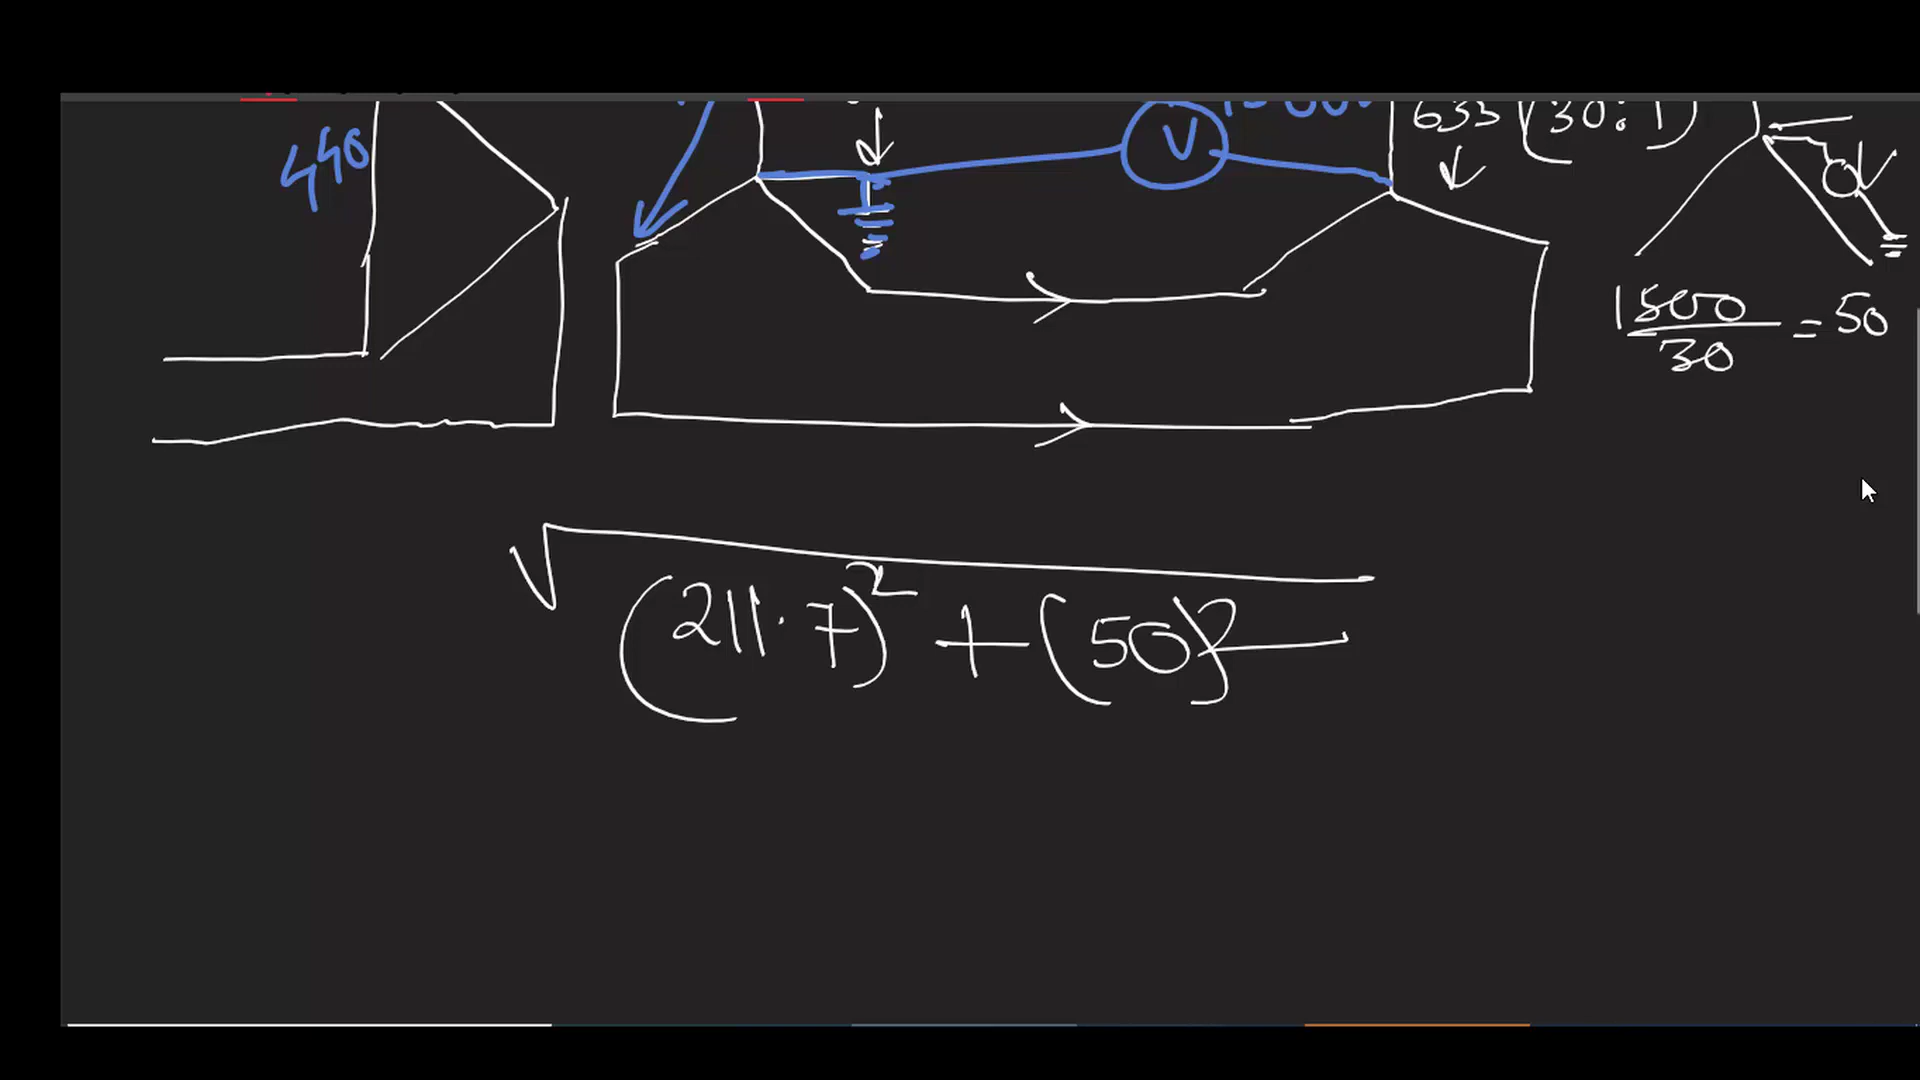 440
V
633 (30:1)
V
1500/30 = 50
√(211.7)² + (50)²